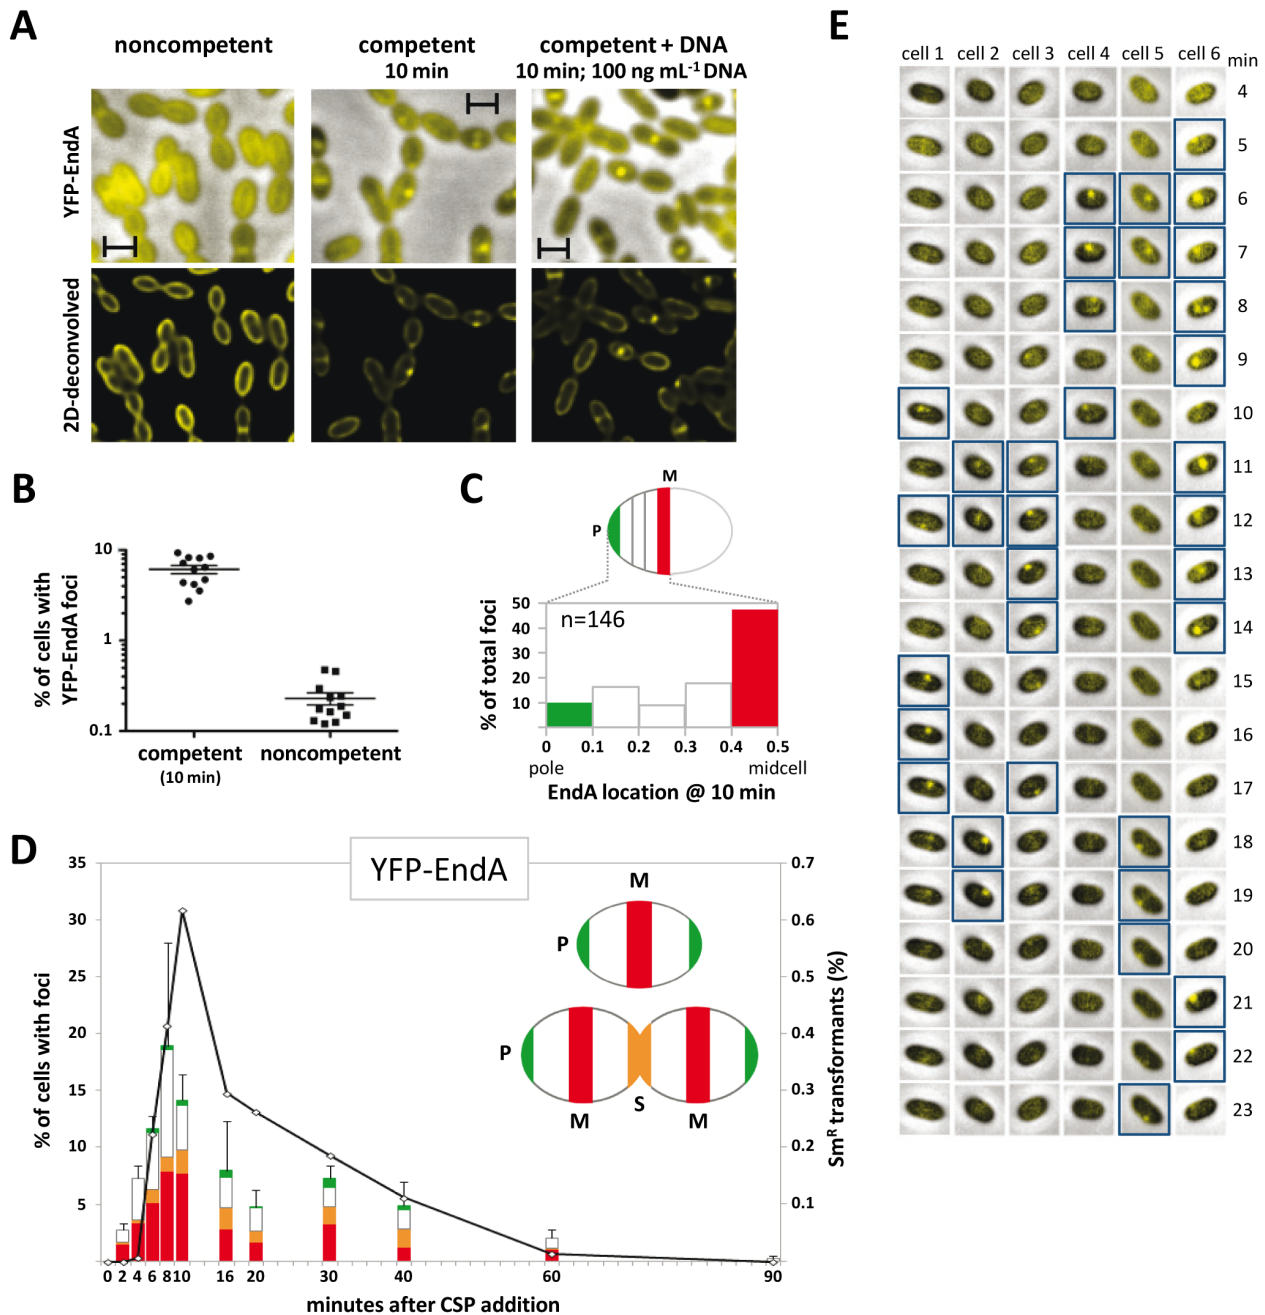 A
noncompetent
competent
10 min
competent + DNA
10 min; 100 ng mL⁻¹ DNA
YFP-EndA
2D-deconvolved
B
% of cells with
YFP-EndA foci
10
1
0.1
competent
(10 min)
noncompetent
C
M
P
% of total foci
50
40
30
20
10
n=146
0 0.1 0.2 0.3 0.4 0.5
pole midcell
EndA location @ 10 min
D
YFP-EndA
% of cells with foci
35
30
25
20
15
10
5
Smᴿ transformants (%)
0.7
0.6
0.5
0.4
0.3
0.2
0.1
M
P
P
M S M
0 2 4 6 8 10 16 20 30 40 60 90
minutes after CSP addition
E
cell 1 cell 2 cell 3 cell 4 cell 5 cell 6 min
4
5
6
7
8
9
10
11
12
13
14
15
16
17
18
19
20
21
22
23